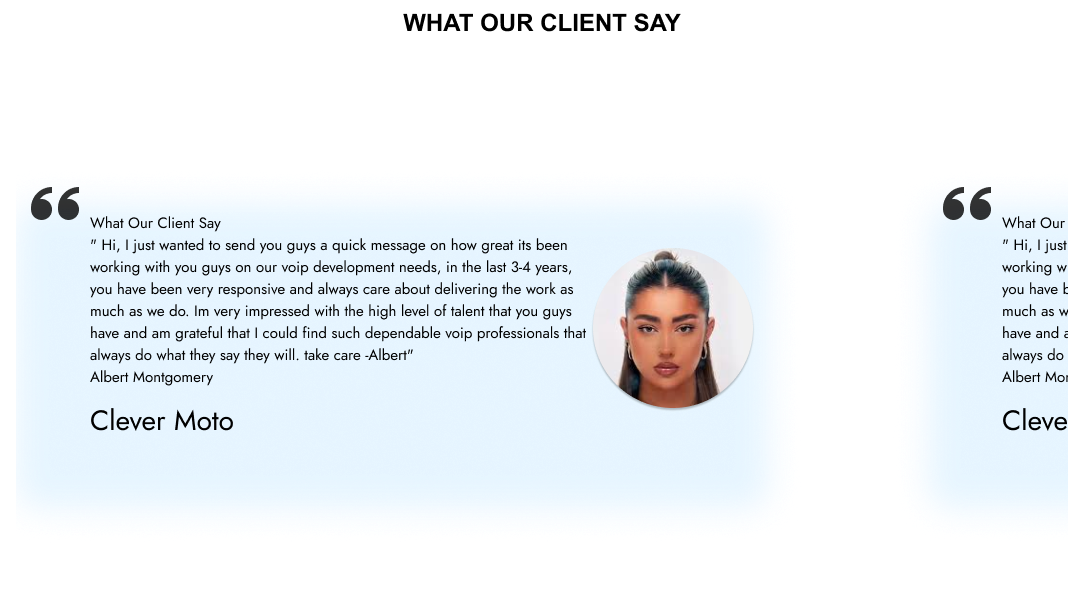 WHAT OUR CLIENT SAY
What Our Client Say
" Hi, I just wanted to send you guys a quick message on how great its been
working with you guys on our voip development needs, in the last 3-4 years,
you have been very responsive and always care about delivering the work as
much as we do. Im very impressed with the high level of talent that you guys
have and am grateful that I could find such dependable voip professionals that
always do what they say they will. take care -Albert"
Albert Montgomery
Clever Moto
What Our
" Hi, I just
working
you have
much as
have and
always do
Albert